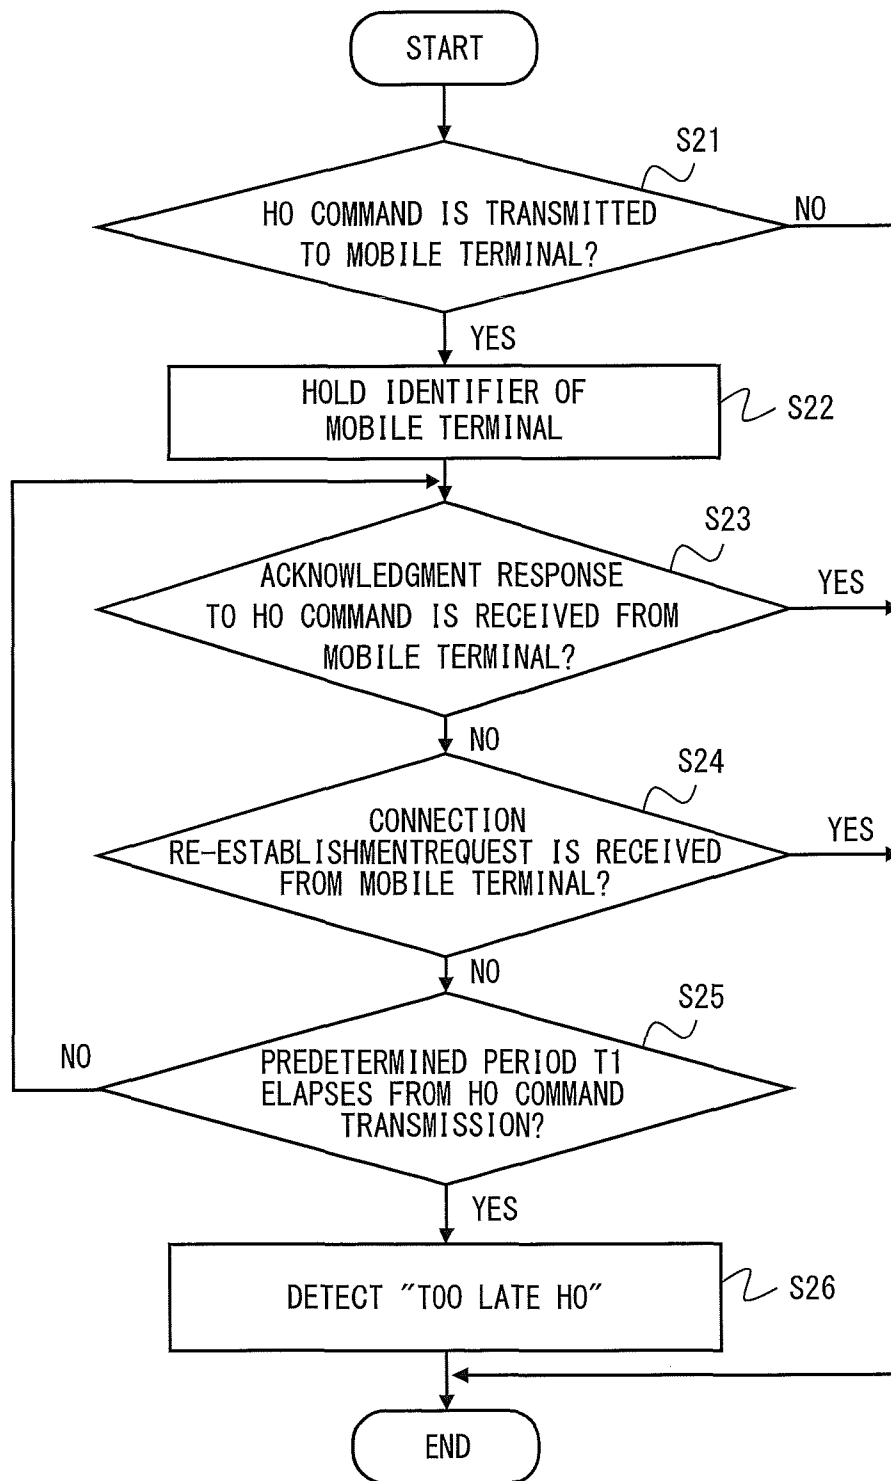 START
S21
HO COMMAND IS TRANSMITTED
TO MOBILE TERMINAL?
NO
YES
HOLD IDENTIFIER OF
MOBILE TERMINAL
S22
S23
ACKNOWLEDGMENT RESPONSE
TO HO COMMAND IS RECEIVED FROM
MOBILE TERMINAL?
YES
NO
S24
CONNECTION
RE-ESTABLISHMENTREQUEST IS RECEIVED
FROM MOBILE TERMINAL?
YES
NO
S25
PREDETERMINED PERIOD T1
ELAPSES FROM HO COMMAND
TRANSMISSION?
NO
YES
DETECT "TOO LATE HO"
S26
END